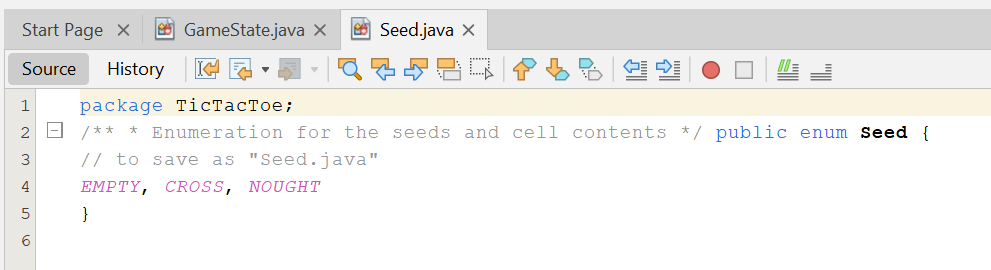 Start Page GameState.java Seed.java
Source History
1 package TicTacToe;
2 /** * Enumeration for the seeds and cell contents */ public enum Seed {
3 // to save as "Seed.java"
4 EMPTY, CROSS, NOUGHT
5 }
6